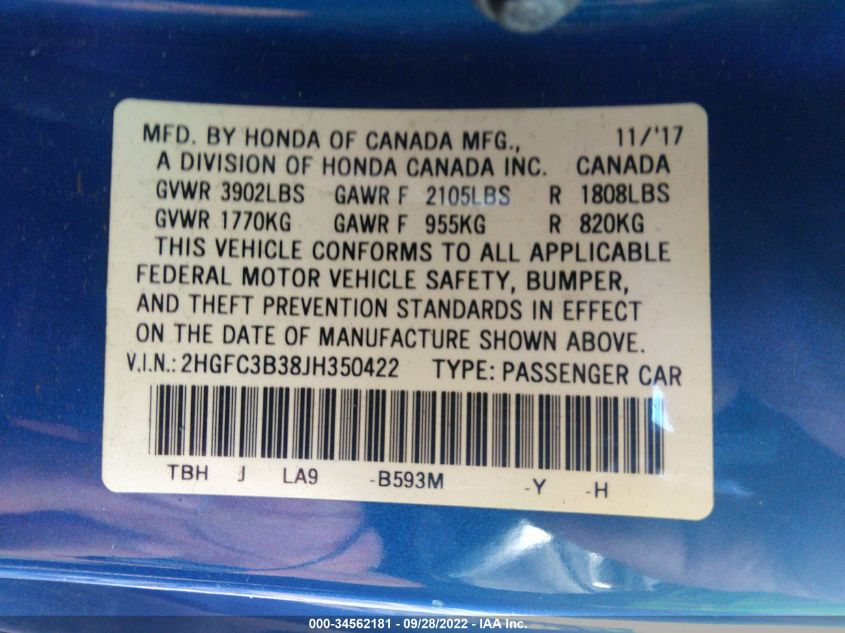 MFD. BY HONDA OF CANADA MFG., 11/'17
A DIVISION OF HONDA CANADA INC. CANADA
GVWR 3902LBS GAWR F 2105LBS R 1808LBS
GVWR 1770KG GAWR F 955KG R 820KG
THIS VEHICLE CONFORMS TO ALL APPLICABLE
FEDERAL MOTOR VEHICLE SAFETY, BUMPER,
AND THEFT PREVENTION STANDARDS IN EFFECT
ON THE DATE OF MANUFACTURE SHOWN ABOVE.
V.I.N.: 2HGFC3B38JH350422 TYPE: PASSENGER CAR
TBH J LA9 -B593M -Y -H
000-34562181 - 09/28/2022 - IAA Inc.